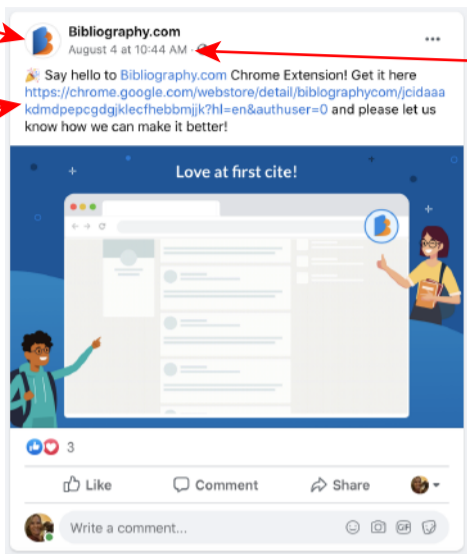 Bibliography.com
August 4 at 10:44 AM ·
🎉 Say hello to Bibliography.com Chrome Extension! Get it here
https://chrome.google.com/webstore/detail/biblographycom/jcidaaa
kdmdpepcgdgjklecfhebbmjjk?hl=en&authuser=0 and please let us
know how we can make it better!
Love at first cite!
3
Like Comment Share
Write a comment...
GIF